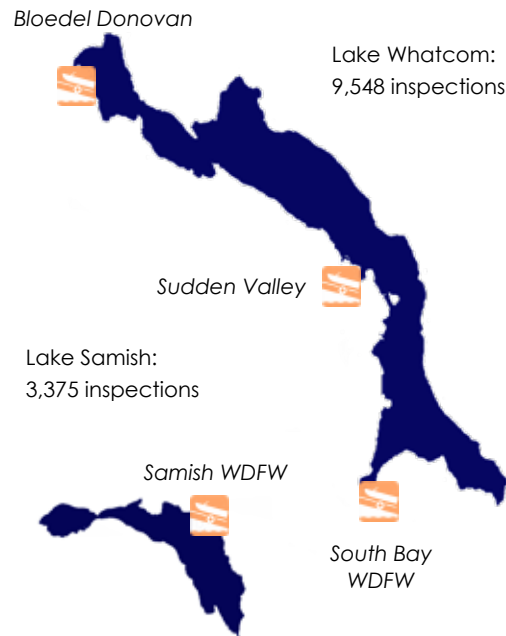 Bloedel Donovan
Lake Whatcom:
9,548 inspections
Sudden Valley
Lake Samish:
3,375 inspections
Samish WDFW
South Bay
WDFW